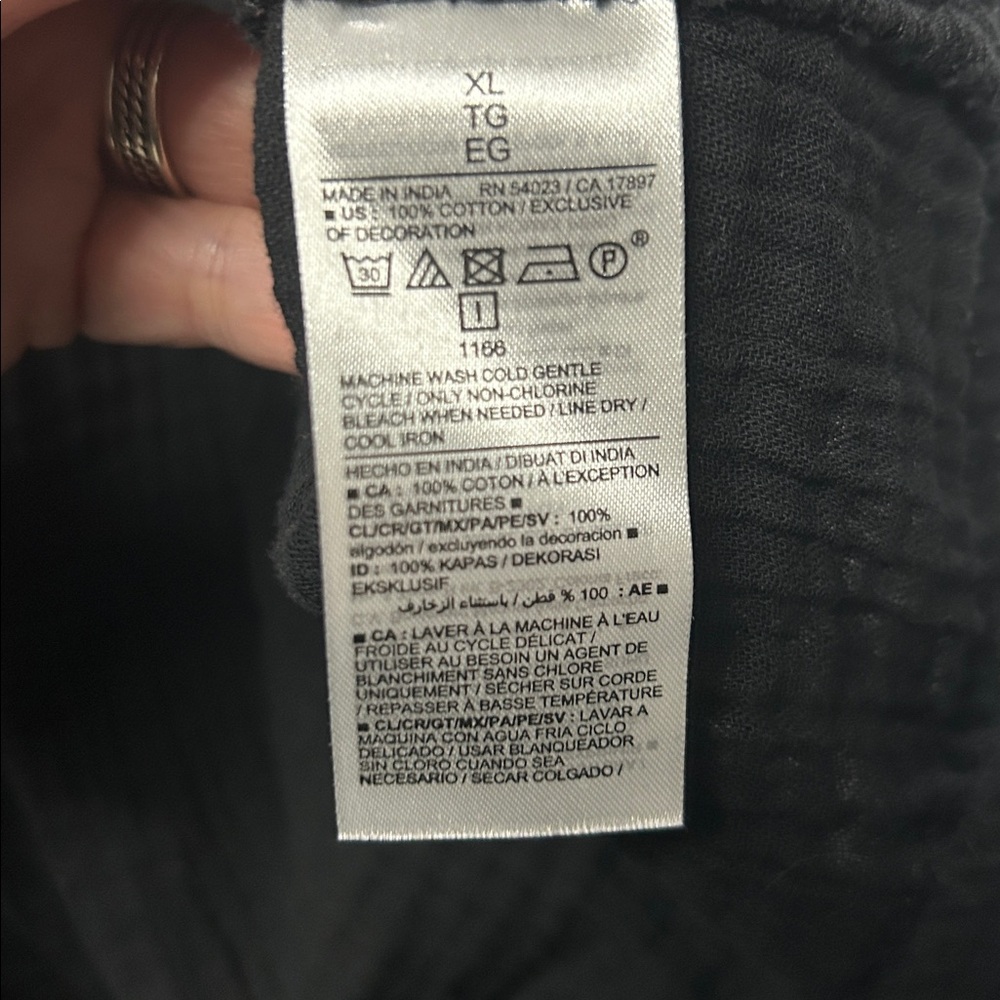 XL
TG
EG
MADE IN INDIA RN 54023 / CA 17897
■ US : 100% COTTON / EXCLUSIVE
OF DECORATION
30 P ®
1166
MACHINE WASH COLD GENTLE
CYCLE / ONLY NON-CHLORINE
BLEACH WHEN NEEDED / LINE DRY /
COOL IRON
HECHO EN INDIA / DIBUAT DI INDIA
■ CA : 100% COTON / À L'EXCEPTION
DES GARNITURES ■
CL/CR/GT/MX/PA/PE/SV : 100%
algodón / excluyendo la decoracion ■
ID : 100% KAPAS / DEKORASI
EKSKLUSIF
■ AE : 100 % قطن / باستثناء الزخارف
■ CA : LAVER À LA MACHINE À L'EAU
FROIDE AU CYCLE DÉLICAT /
UTILISER AU BESOIN UN AGENT DE
BLANCHIMENT SANS CHLORE
UNIQUEMENT / SÉCHER SUR CORDE
/ REPASSER À BASSE TEMPÉRATURE
■ CL/CR/GT/MX/PA/PE/SV : LAVAR A
MAQUINA CON AGUA FRIA CICLO
DELICADO / USAR BLANQUEADOR
SIN CLORO CUANDO SEA
NECESARIO / SECAR COLGADO /